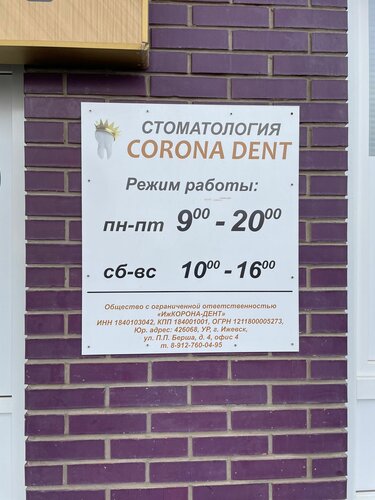 СТОМАТОЛОГИЯ
CORONA DENT
Режим работы:
пн-пт 9⁰⁰ - 20⁰⁰
сб-вс 10⁰⁰ - 16⁰⁰
Общество с ограниченной ответственностью
«ИжКОРОНА-ДЕНТ»
ИНН 1840103042, КПП 184001001, ОГРН 1211800005273,
Юр. адрес: 426068, УР, г. Ижевск,
ул. П.П. Берша, д. 4, офис 4
т. 8-912-760-04-95